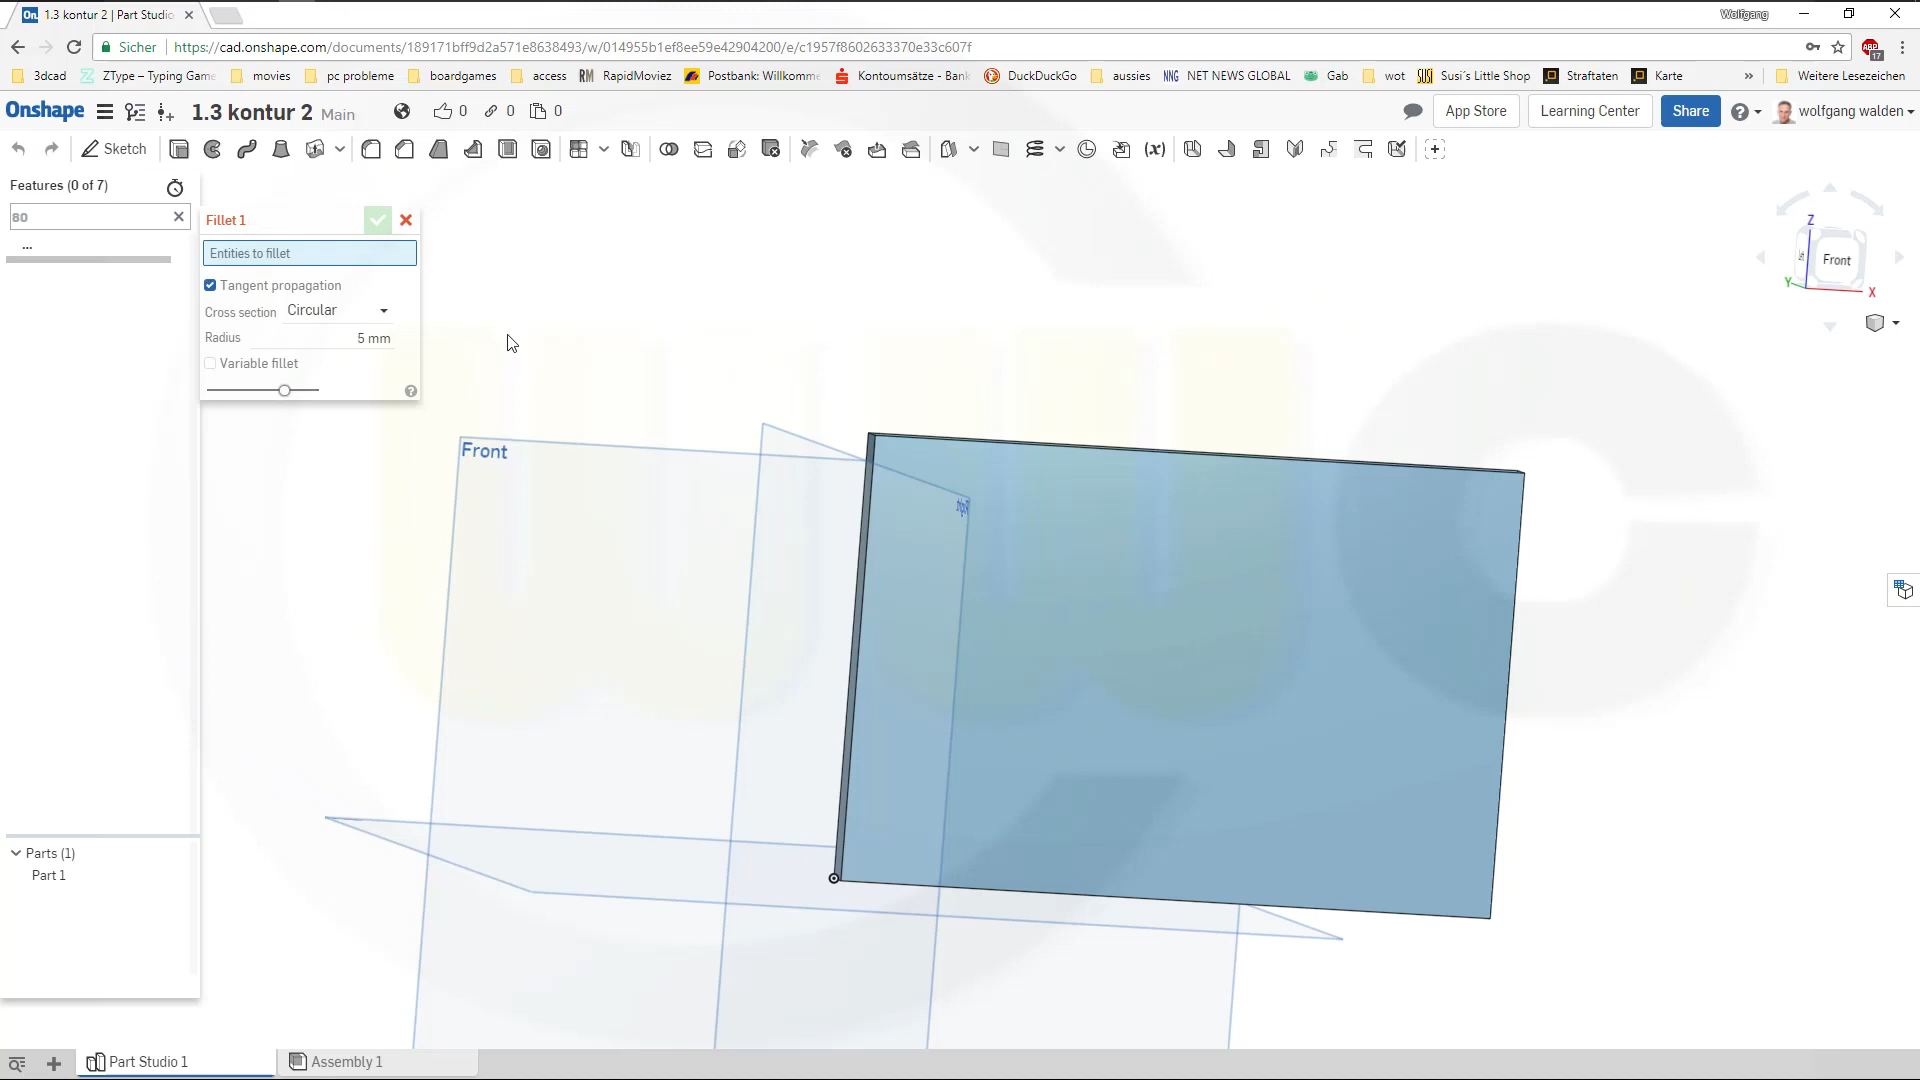 1.3 kontur 2 | Part Studio
Wolfgang
Sicher https://cad.onshape.com/documents/189171bff9d2a571e8638493/w/014955b1ef8ee59e42904200/e/c1957f8602633370e33c607f
3dcad ZType – Typing Game movies pc probleme boardgames access RM RapidMoviez Postbank: Willkomme Kontoumsätze - Bank DuckDuckGo aussies NNG NET NEWS GLOBAL Gab wot SUSI Susi´s Little Shop Straftaten Karte » Weitere Lesezeichen
Onshape 1.3 kontur 2 Main 0 0 0 App Store Learning Center Share wolfgang walden
Sketch (x)
Features (0 of 7)
80
...
Fillet 1
Entities to fillet
Tangent propagation
Cross section Circular
Radius 5 mm
Variable fillet
Front
Right
Z
Front
Y
X
Parts (1)
Part 1
Part Studio 1
Assembly 1